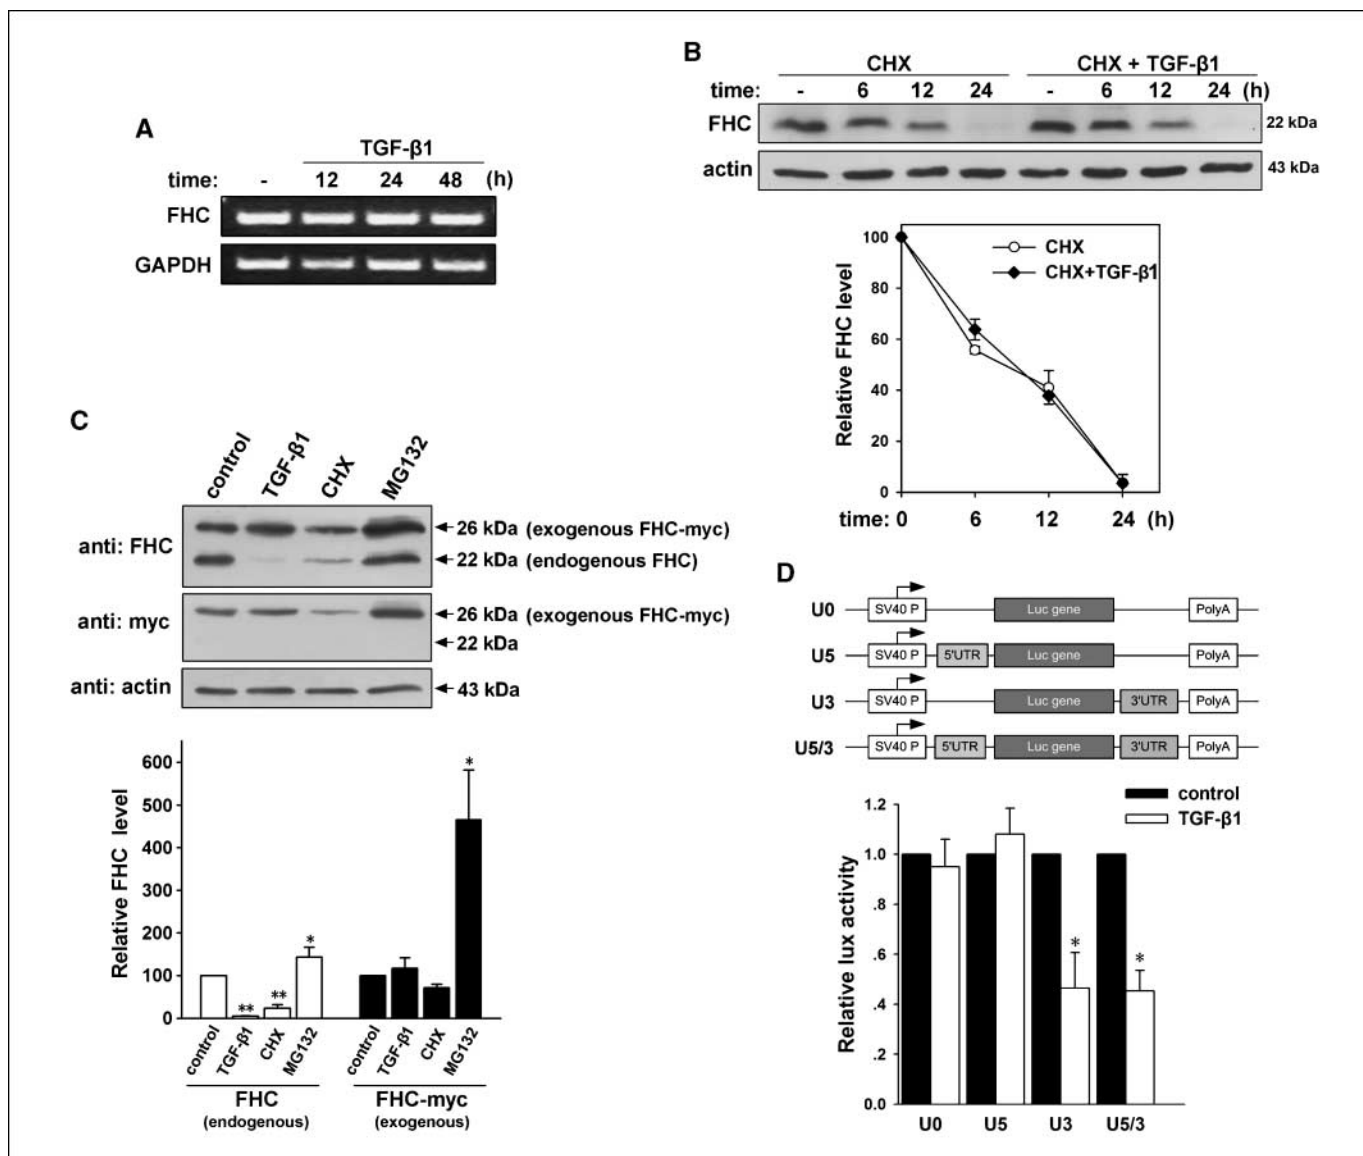 A
TGF-β1
time: - 12 24 48 (h)
FHC
GAPDH
B
CHX CHX + TGF-β1
time: - 6 12 24 - 6 12 24 (h)
FHC 22 kDa
actin 43 kDa
CHX
CHX+TGF-β1
Relative FHC level
100
80
60
40
20
0
time: 0 6 12 24 (h)
C
control TGF-β1 CHX MG132
anti: FHC
26 kDa (exogenous FHC-myc)
22 kDa (endogenous FHC)
anti: myc
26 kDa (exogenous FHC-myc)
22 kDa
anti: actin 43 kDa
Relative FHC level
600
500
400
300
200
100
0
** ** * *
control TGF-β1 CHX MG132 control TGF-β1 CHX MG132
FHC FHC-myc
(endogenous) (exogenous)
D
U0 SV40 P Luc gene PolyA
U5 SV40 P 5'UTR Luc gene PolyA
U3 SV40 P Luc gene 3'UTR PolyA
U5/3 SV40 P 5'UTR Luc gene 3'UTR PolyA
control
TGF-β1
Relative lux activity
1.2
1.0
.8
.6
.4
.2
0.0
* *
U0 U5 U3 U5/3